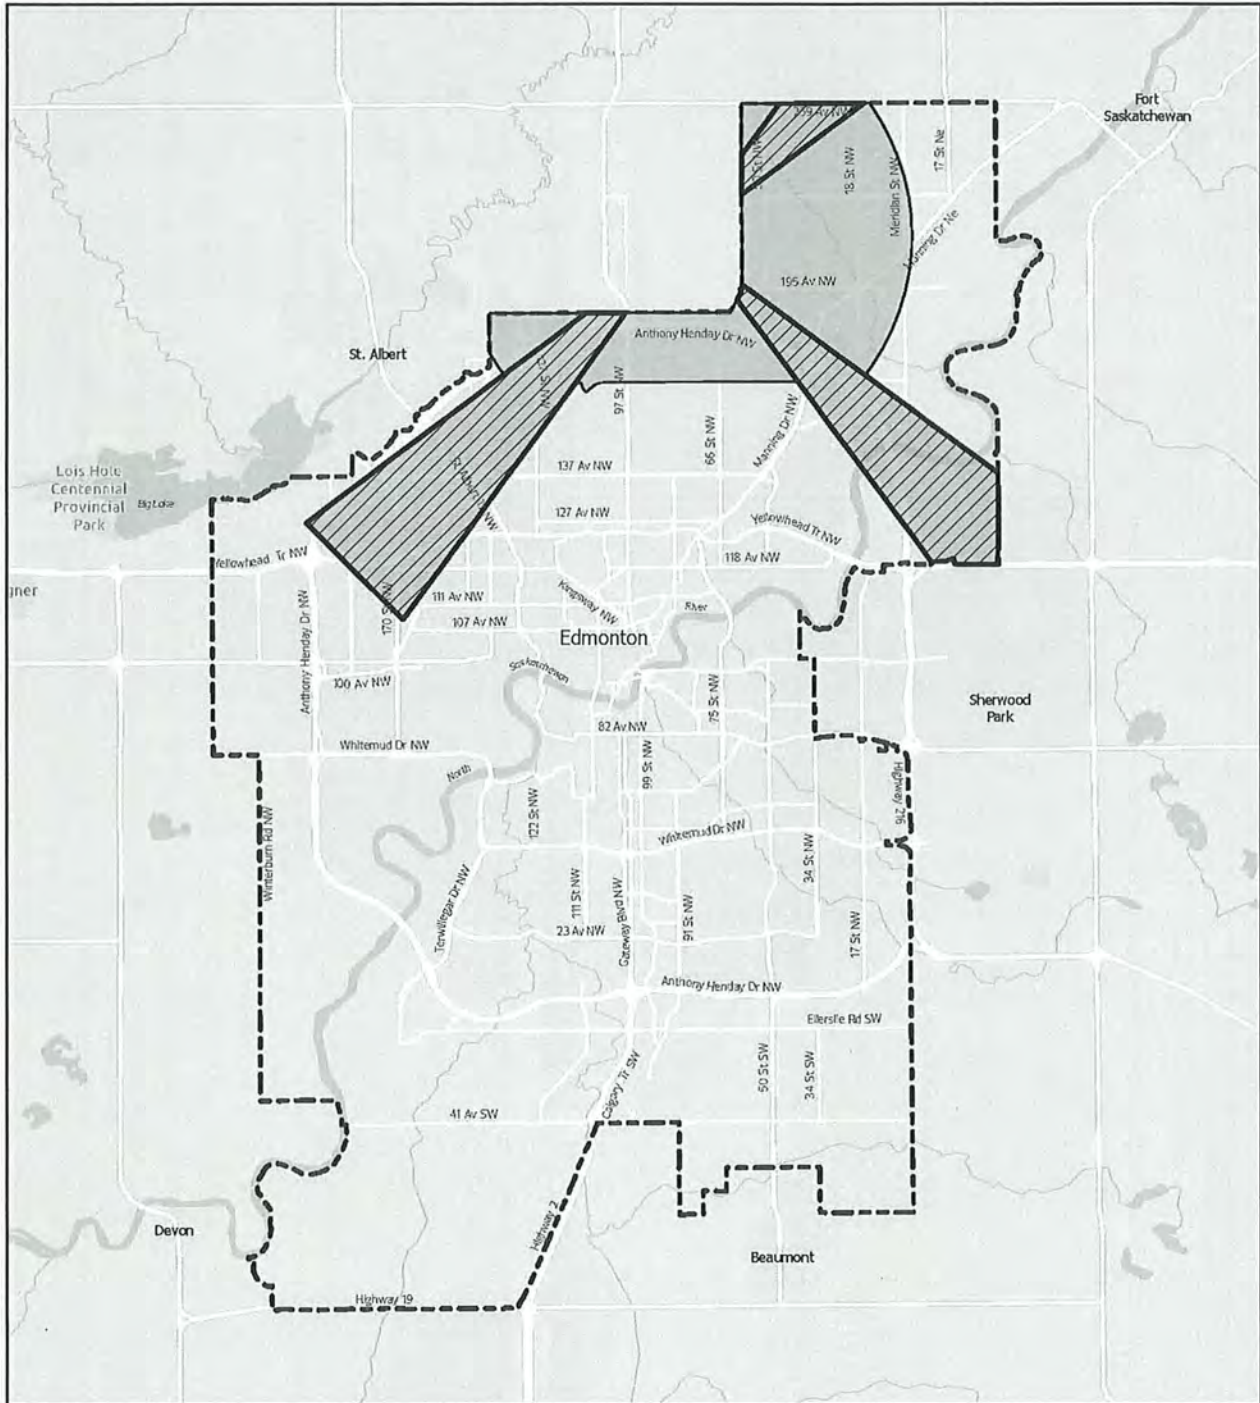 Fort
Saskatchewan
17 St Ne
18 St NW
Meridian St NW
Manning Dr Ne
195 Av NW
Anthony Henday Dr NW
St. Albert
97 St NW
66 St NW
Manning Dr NW
137 Av NW
Lois Hole
Centennial
Provincial
Park
Big Lake
127 Av NW
Yellowhead Tr NW
Yellowhead Tr NW
118 Av NW
gner
111 Av NW
Kingsway NW
River
170 St NW
107 Av NW
Edmonton
Anthony Henday Dr NW
Saskatchewan
100 Av NW
75 St NW
Sherwood
Park
82 Av NW
Whitemud Dr NW
99 St NW
North
Highway 216
122 St NW
Winterburn Rd NW
Whitemud Dr NW
34 St NW
Terwillegar Dr NW
111 St NW
Gateway Blvd NW
91 St NW
17 St NW
23 Av NW
Anthony Henday Dr NW
Ellerslie Rd SW
Calgary Tr SW
50 St SW
34 St SW
41 Av SW
Devon
Highway 2
Beaumont
Highway 19